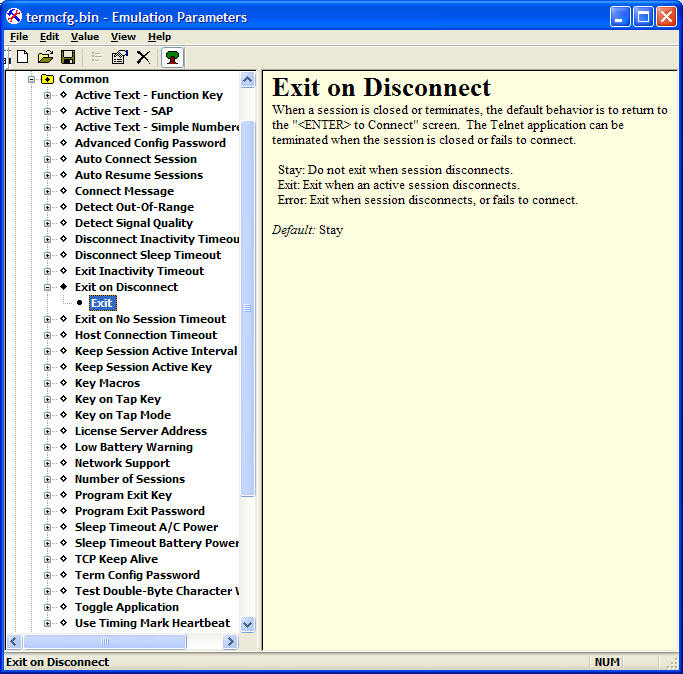 termcfg.bin - Emulation Parameters
File Edit Value View Help
Common
Active Text - Function Key
Active Text - SAP
Active Text - Simple Numbere
Advanced Config Password
Auto Connect Session
Auto Resume Sessions
Connect Message
Detect Out-Of-Range
Detect Signal Quality
Disconnect Inactivity Timeou
Disconnect Sleep Timeout
Exit Inactivity Timeout
Exit on Disconnect
Exit
Exit on No Session Timeout
Host Connection Timeout
Keep Session Active Interval
Keep Session Active Key
Key Macros
Key on Tap Key
Key on Tap Mode
License Server Address
Low Battery Warning
Network Support
Number of Sessions
Program Exit Key
Program Exit Password
Sleep Timeout A/C Power
Sleep Timeout Battery Power
TCP Keep Alive
Term Config Password
Test Double-Byte Character W
Toggle Application
Use Timing Mark Heartbeat
Exit on Disconnect
When a session is closed or terminates, the default behavior is to return to
the "<ENTER> to Connect" screen. The Telnet application can be
terminated when the session is closed or fails to connect.
Stay: Do not exit when session disconnects.
Exit: Exit when an active session disconnects.
Error: Exit when session disconnects, or fails to connect.
Default: Stay
Exit on Disconnect
NUM